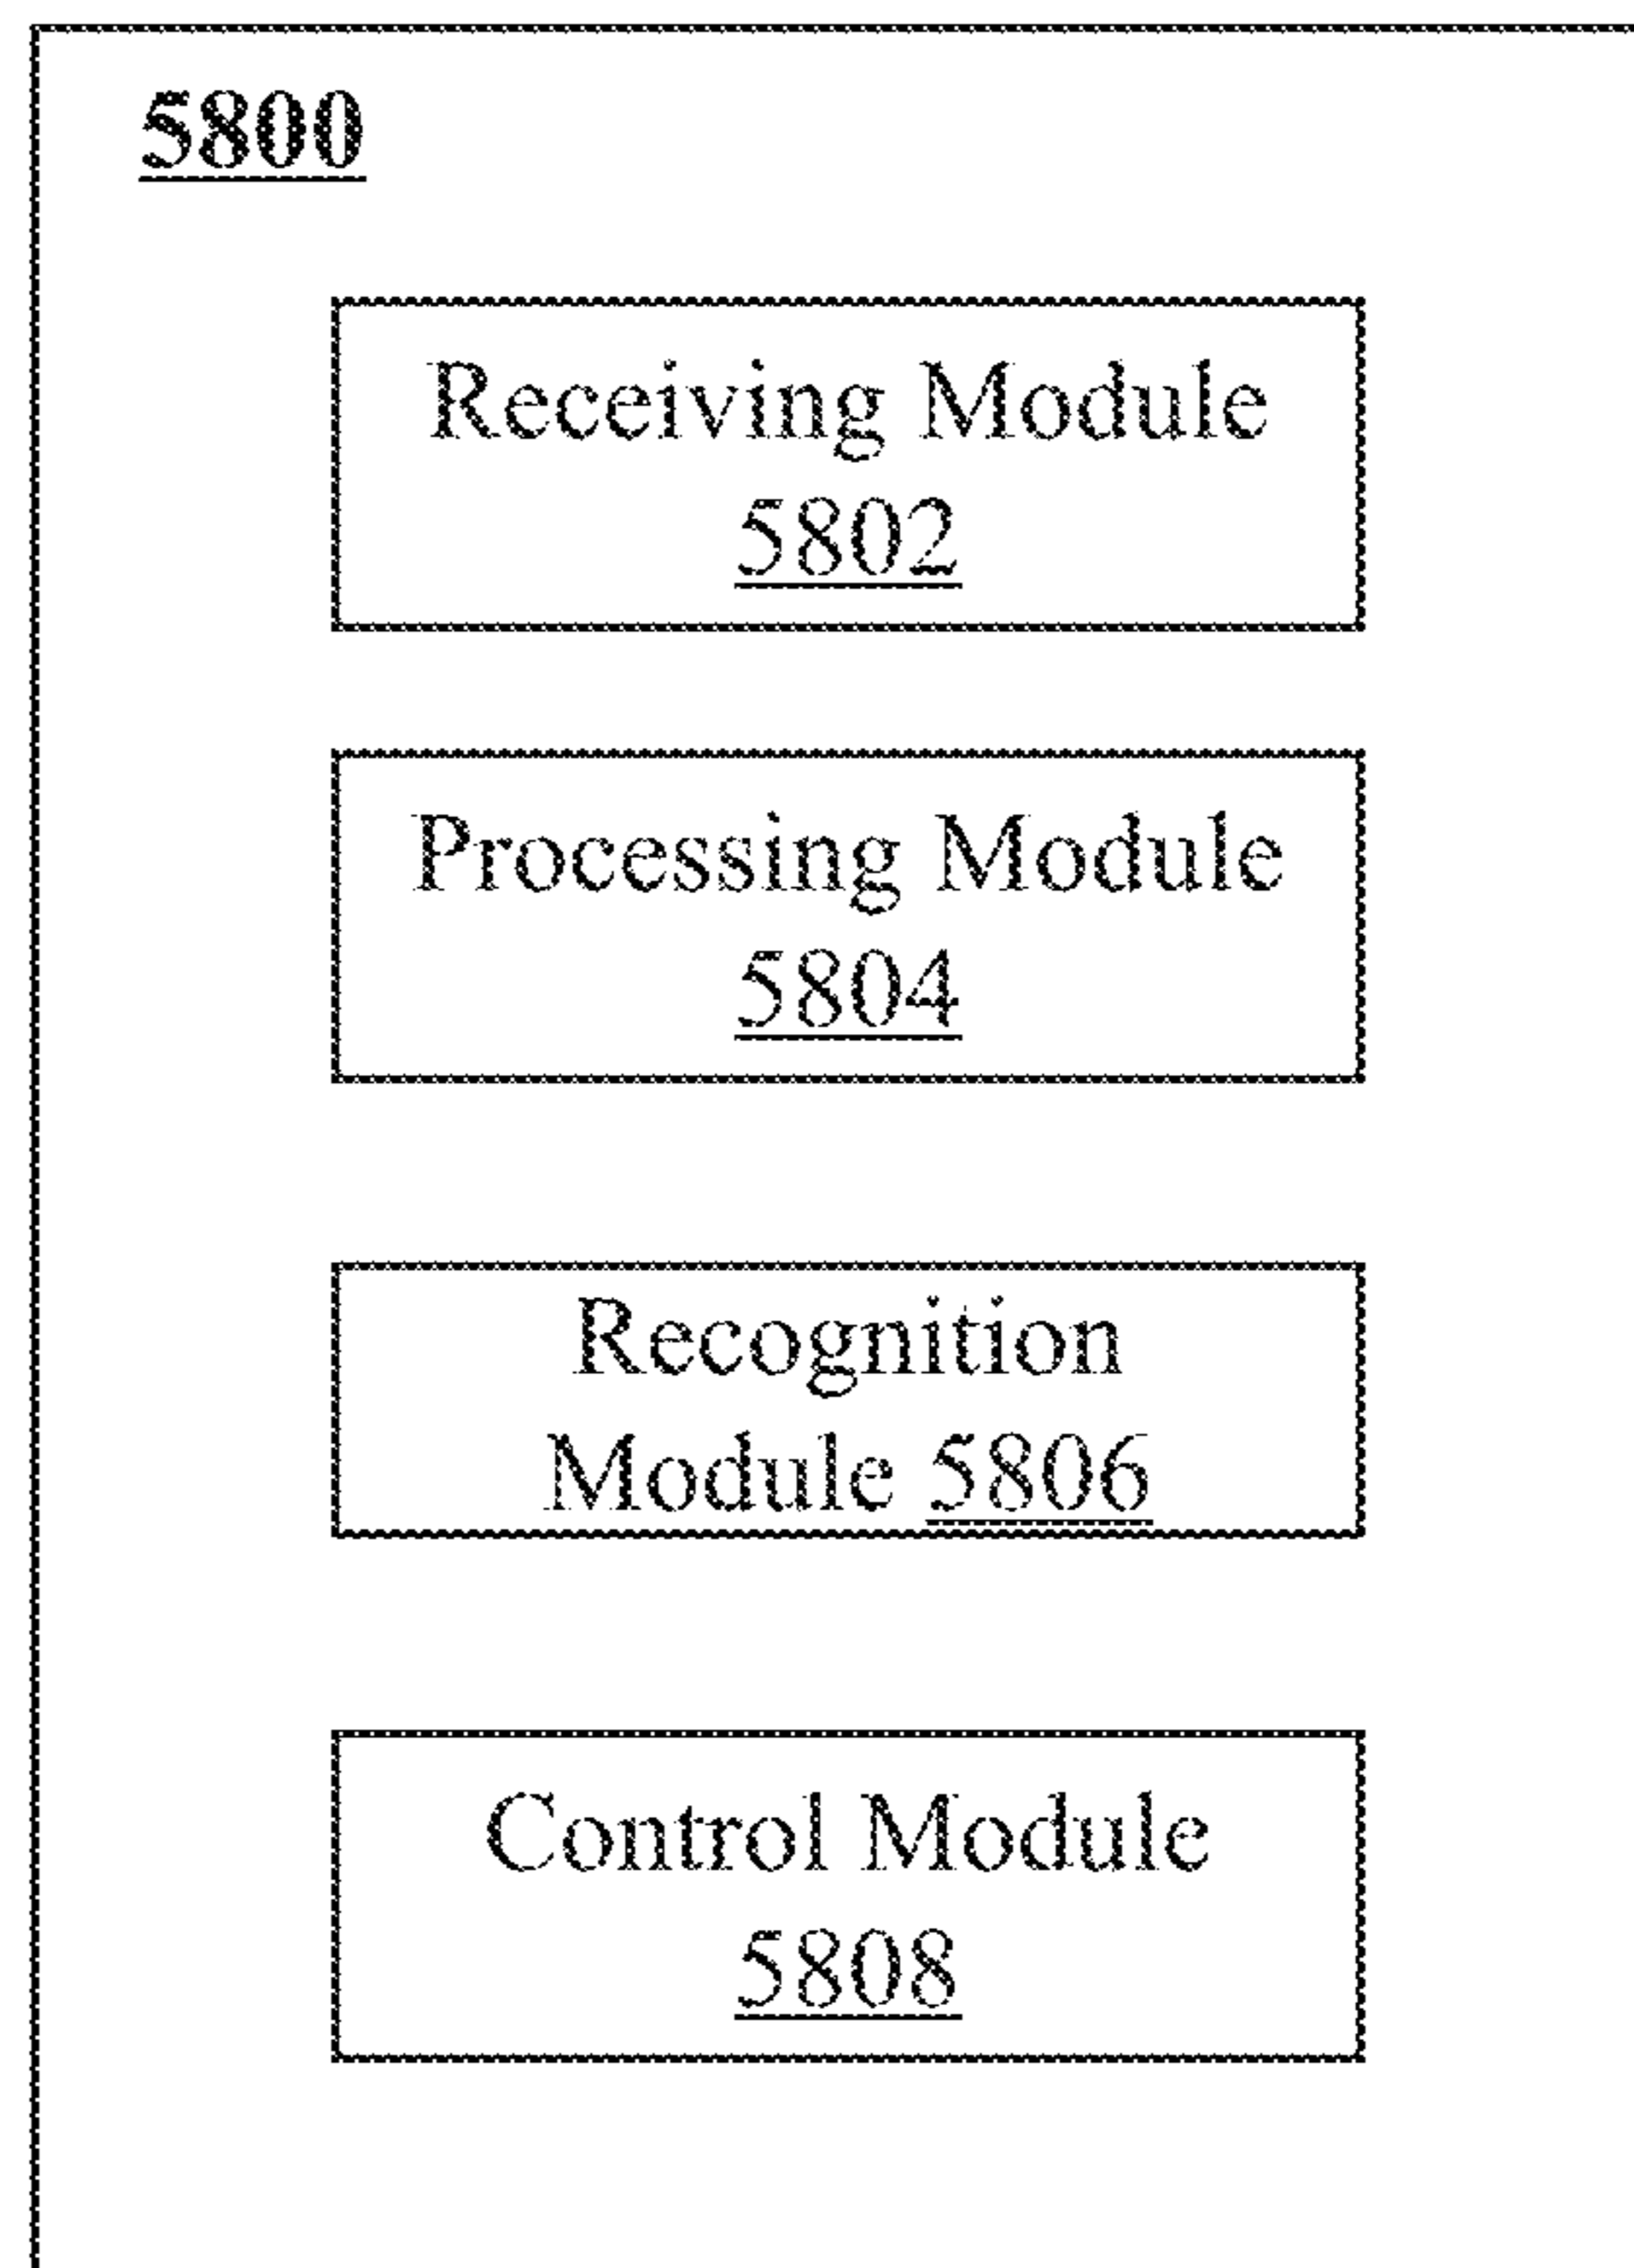 5800
Receiving Module
5802
Processing Module
5804
Recognition
Module 5806
Control Module
5808